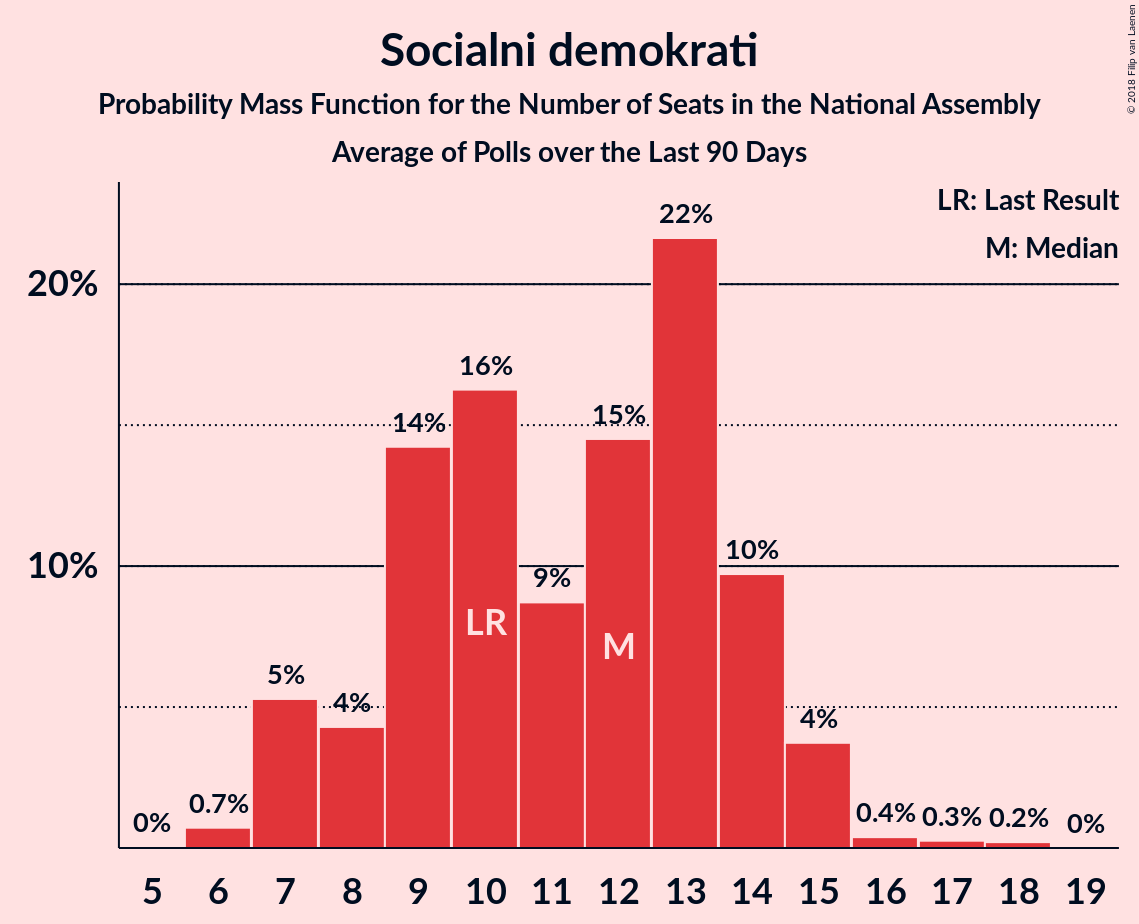 Socialni demokrati
Probability Mass Function for the Number of Seats in the National Assembly
Average of Polls over the Last 90 Days
© 2018 Filip van Laenen
LR: Last Result
M: Median
22%
20%
16%
14%
15%
10%
10%
9%
LR
M
5%
4%
4%
0%
0.7%
0.4%
0.3%
0.2%
0%
5 6 7 8 9 10 11 12 13 14 15 16 17 18 19